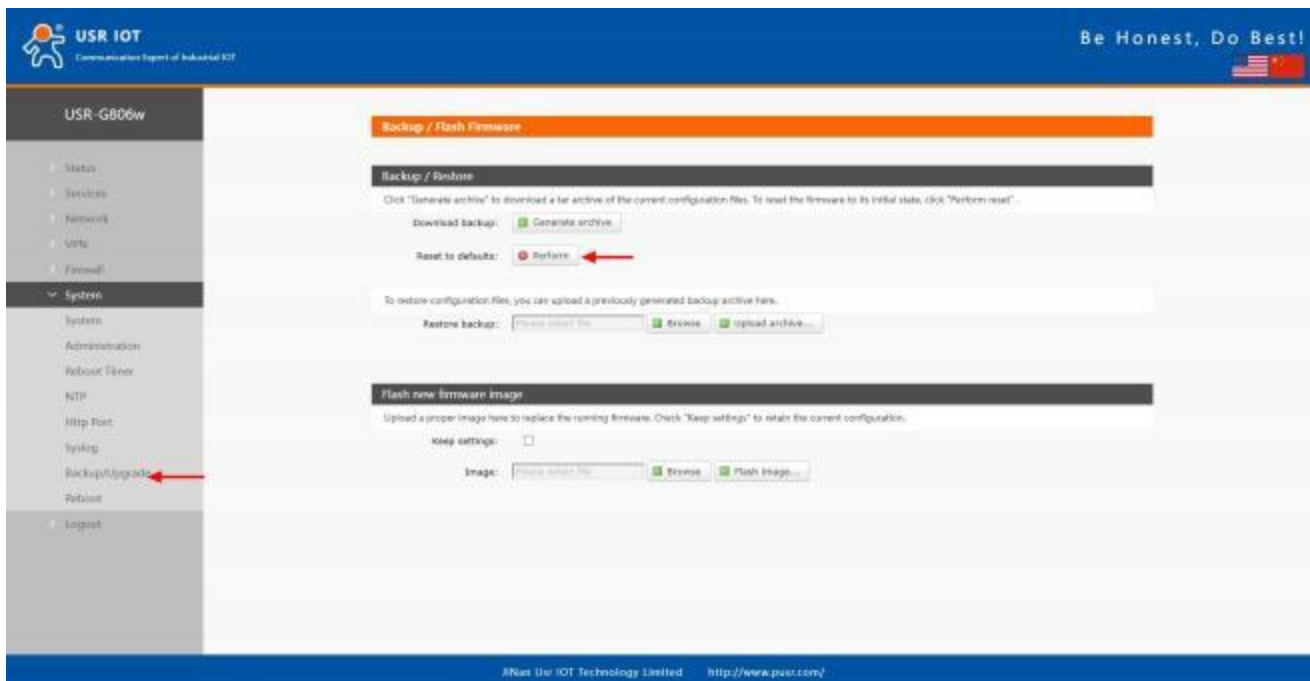 USR IOT
Communication Expert of Industrial IOT
Be Honest, Do Best!
USR-G806w
Status
Services
Network
VPN
Firewall
System
System
Administration
Reboot Timer
NTP
Http Port
Syslog
Backup/Upgrade
Reboot
Logout
Backup / Flash Firmware
Backup / Restore
Click "Generate archive" to download a tar archive of the current configuration files. To reset the firmware to its initial state, click "Perform reset" .
Download backup: Generate archive
Reset to defaults: Perform
To restore configuration files, you can upload a previously generated backup archive here.
Restore backup: Please select file Browse Upload archive...
Flash new firmware image
Upload a proper image here to replace the running firmware. Check "Keep settings" to retain the current configuration.
Keep settings:
Image: Please select file Browse Flash image...
JiNan Usr IOT Technology Limited http://www.pusr.com/